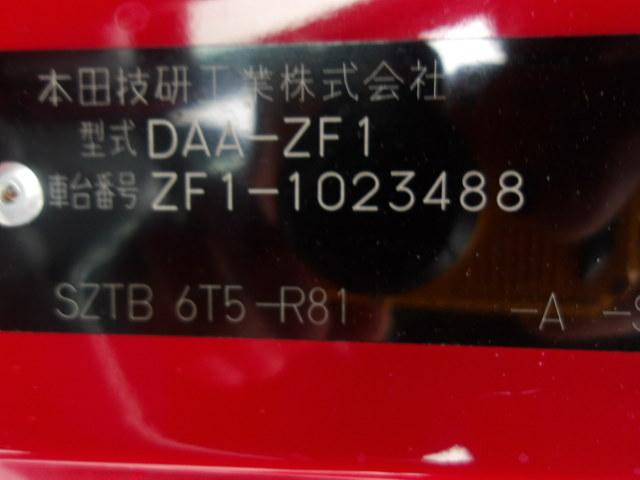 本田技研工業株式会社
型式 DAA-ZF1
車台番号 ZF1-1023488
SZTB 6T5-R81 -A -S